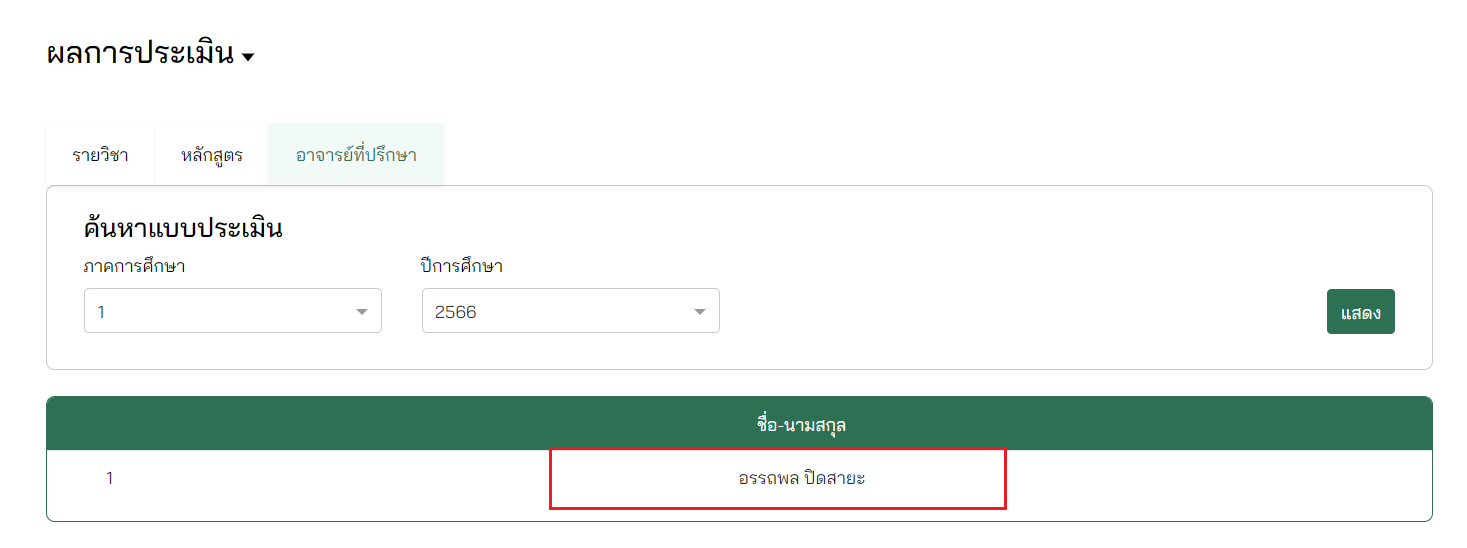 ผลการประเมิน
รายวิชา หลักสูตร อาจารย์ที่ปรึกษา
ค้นหาแบบประเมิน
ภาคการศึกษา ปีการศึกษา
1 2566 แสดง
ชื่อ-นามสกุล
1 อรรถพล ปิดสายะ